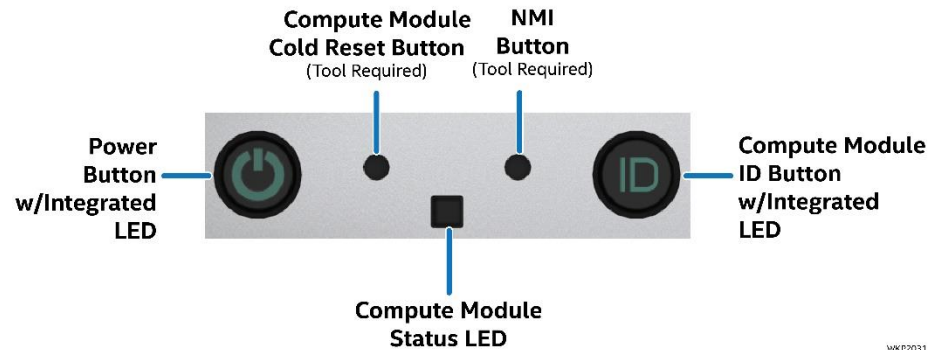 Compute Module
Cold Reset Button
(Tool Required)
NMI
Button
(Tool Required)
Power
Button
w/Integrated
LED
ID
Compute Module
ID Button
w/Integrated
LED
Compute Module
Status LED
WKP2031